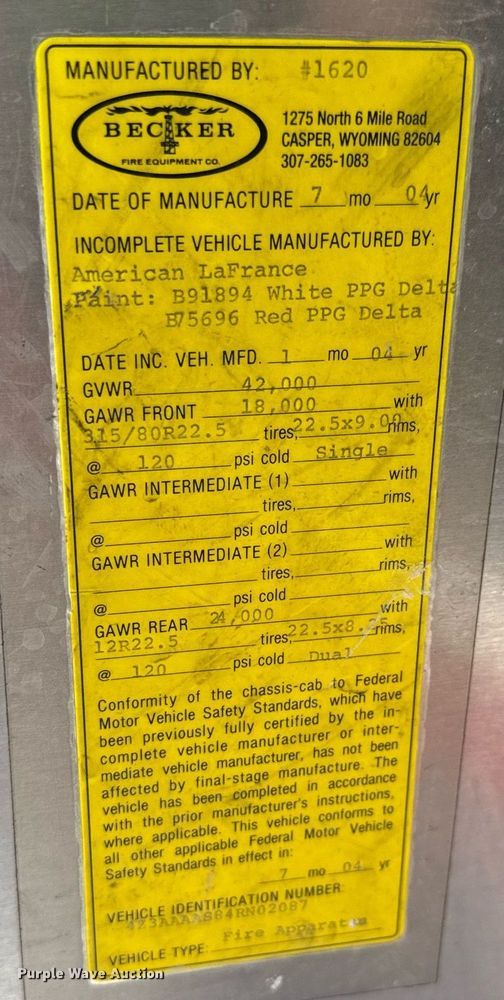 MANUFACTURED BY: #1620
BECKER
FIRE EQUIPMENT CO.
1275 North 6 Mile Road
CASPER, WYOMING 82604
307-265-1083
DATE OF MANUFACTURE 7 mo 04 yr
INCOMPLETE VEHICLE MANUFACTURED BY:
American LaFrance
Paint: B91894 White PPG Delta
B75696 Red PPG Delta
DATE INC. VEH. MFD. 1 mo 04 yr
GVWR 42,000
GAWR FRONT 18,000 with
315/80R22.5 tires, 22.5x9.00 rims,
@ 120 psi cold Single
GAWR INTERMEDIATE (1) with
tires, rims,
@ psi cold
GAWR INTERMEDIATE (2) with
tires, rims,
@ psi cold
GAWR REAR 24,000 with
12R22.5 tires, 22.5x8.25 rims,
@ 120 psi cold Dual
Conformity of the chassis-cab to Federal
Motor Vehicle Safety Standards, which have
been previously fully certified by the in-
complete vehicle manufacturer or inter-
mediate vehicle manufacturer, has not been
affected by final-stage manufacture. The
vehicle has been completed in accordance
with the prior manufacturer's instructions,
where applicable. This vehicle conforms to
all other applicable Federal Motor Vehicle
Safety Standards in effect in:
7 mo 04 yr
VEHICLE IDENTIFICATION NUMBER:
VEHICLE TYPE: Fire Apparatus
Purple Wave Auction